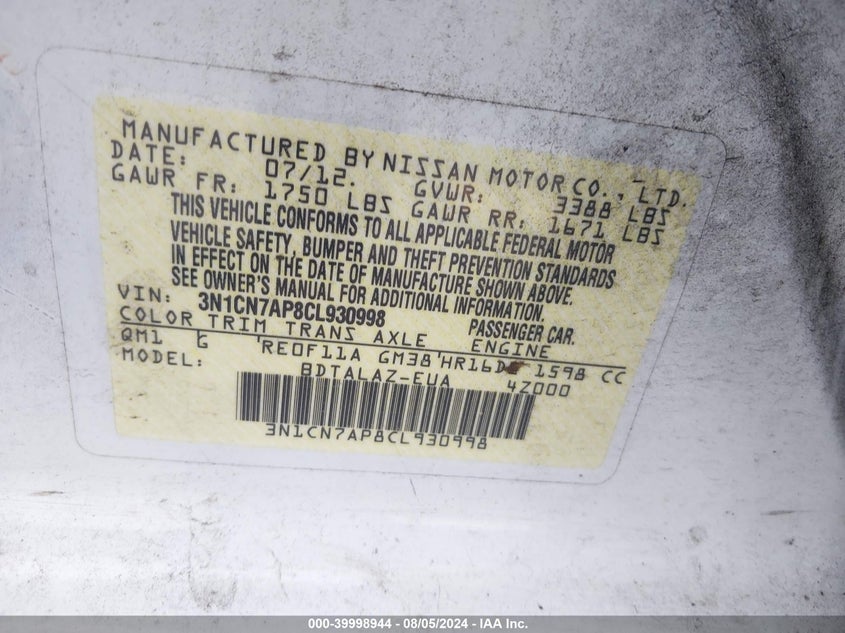 MANUFACTURED BY NISSAN MOTOR CO., LTD.
DATE: 07/12. GVWR: 3388 LBS
GAWR FR: 1750 LBS GAWR RR: 1671 LBS
THIS VEHICLE CONFORMS TO ALL APPLICABLE FEDERAL MOTOR
VEHICLE SAFETY, BUMPER AND THEFT PREVENTION STANDARDS
IN EFFECT ON THE DATE OF MANUFACTURE SHOWN ABOVE.
SEE OWNER'S MANUAL FOR ADDITIONAL INFORMATION.
VIN: 3N1CN7AP8CL930998 PASSENGER CAR.
COLOR TRIM TRANS AXLE ENGINE
QM1 G RE0F11A GM38 HR16DE 1598 CC
MODEL: BDTALAZ-EUA 4Z000
3N1CN7AP8CL930998
000-39998944 - 08/05/2024 - IAA Inc.